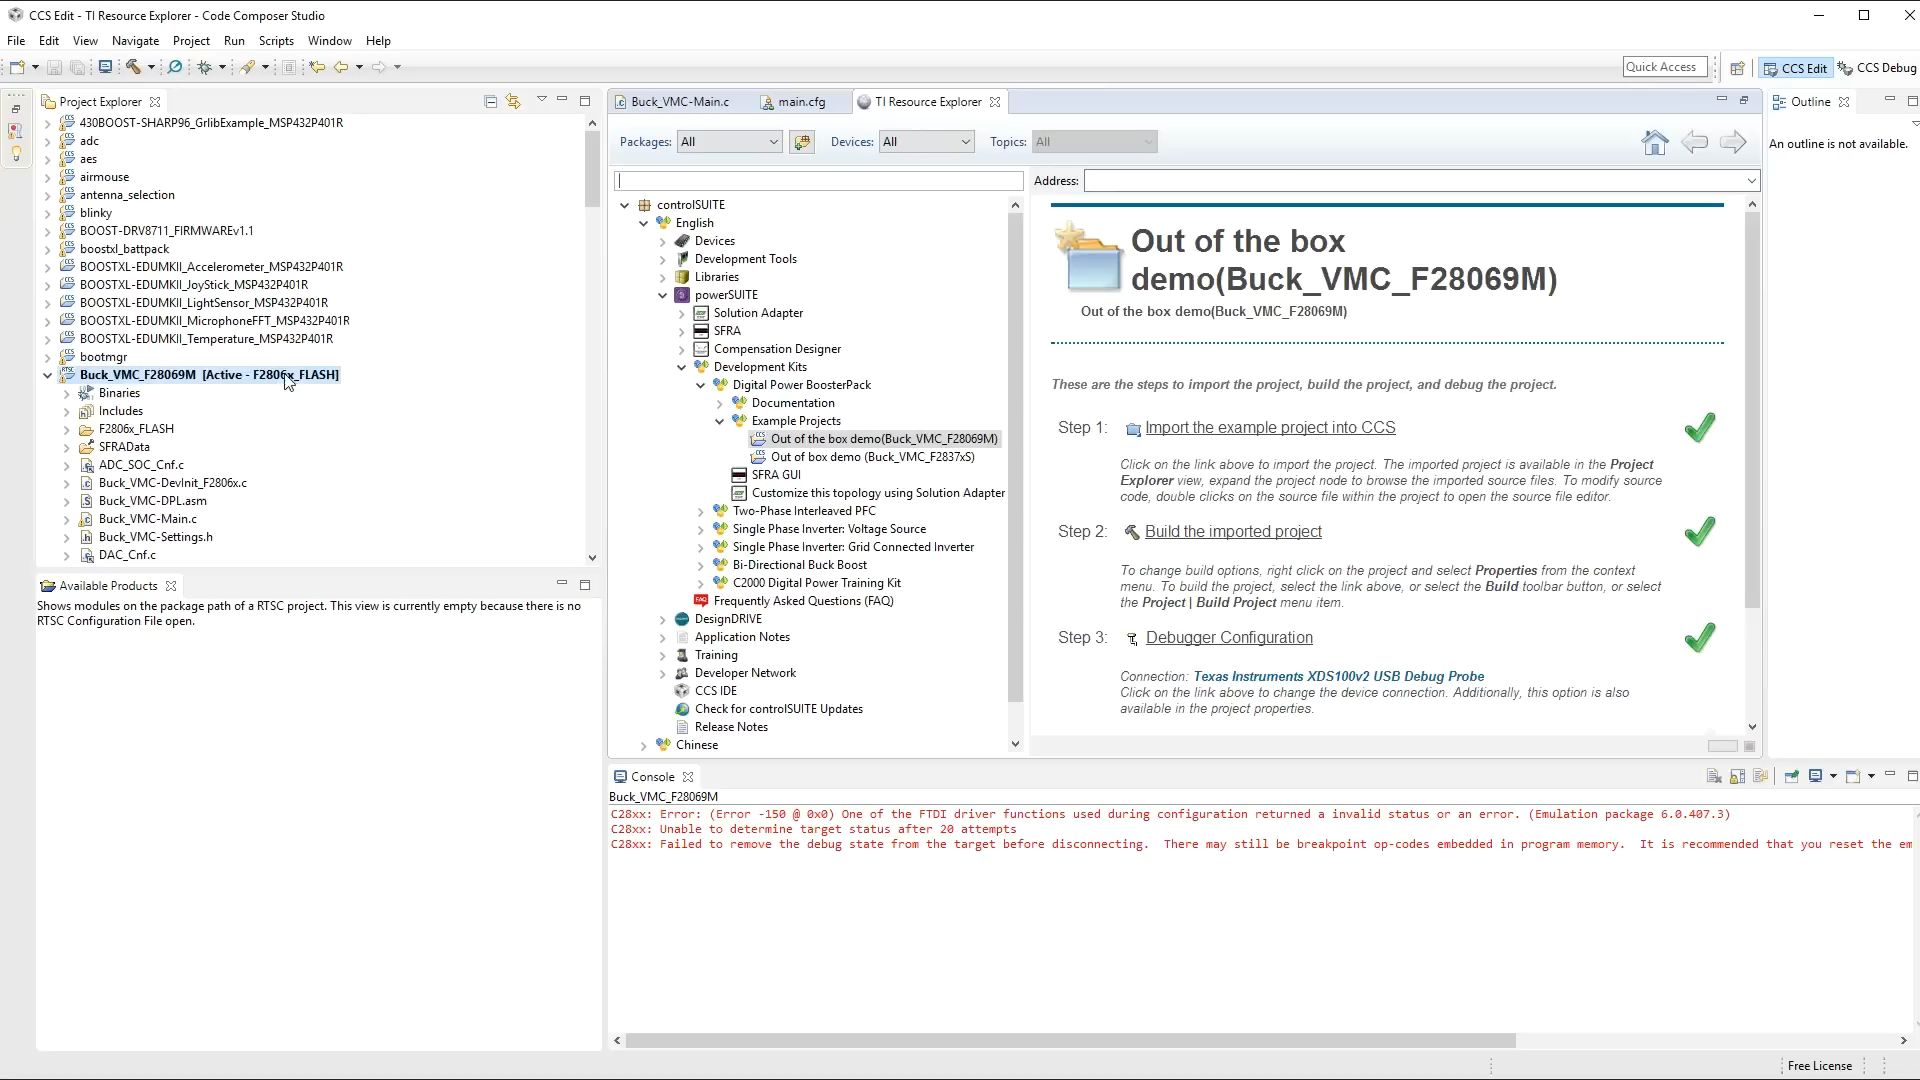 CCS Edit - TI Resource Explorer - Code Composer Studio
File Edit View Navigate Project Run Scripts Window Help
Quick Access
CCS Edit
CCS Debug
Project Explorer
430BOOST-SHARP96_GrlibExample_MSP432P401R
adc
aes
airmouse
antenna_selection
blinky
BOOST-DRV8711_FIRMWAREv1.1
boostxl_battpack
BOOSTXL-EDUMKII_Accelerometer_MSP432P401R
BOOSTXL-EDUMKII_JoyStick_MSP432P401R
BOOSTXL-EDUMKII_LightSensor_MSP432P401R
BOOSTXL-EDUMKII_MicrophoneFFT_MSP432P401R
BOOSTXL-EDUMKII_Temperature_MSP432P401R
bootmgr
Buck_VMC_F28069M [Active - F2806x_FLASH]
Binaries
Includes
F2806x_FLASH
SFRAData
ADC_SOC_Cnf.c
Buck_VMC-DevInit_F2806x.c
Buck_VMC-DPL.asm
Buck_VMC-Main.c
Buck_VMC-Settings.h
DAC_Cnf.c
Available Products
Shows modules on the package path of a RTSC project. This view is currently empty because there is no
RTSC Configuration File open.
Buck_VMC-Main.c
main.cfg
TI Resource Explorer
Packages: All
Devices: All
Topics: All
controlSUITE
English
Devices
Development Tools
Libraries
powerSUITE
Solution Adapter
SFRA
Compensation Designer
Development Kits
Digital Power BoosterPack
Documentation
Example Projects
Out of the box demo(Buck_VMC_F28069M)
Out of box demo (Buck_VMC_F2837xS)
SFRA GUI
Customize this topology using Solution Adapter
Two-Phase Interleaved PFC
Single Phase Inverter: Voltage Source
Single Phase Inverter: Grid Connected Inverter
Bi-Directional Buck Boost
C2000 Digital Power Training Kit
FAQ Frequently Asked Questions (FAQ)
DesignDRIVE
Application Notes
Training
Developer Network
CCS IDE
Check for controlSUITE Updates
Release Notes
Chinese
Address:
Out of the box
demo(Buck_VMC_F28069M)
Out of the box demo(Buck_VMC_F28069M)
These are the steps to import the project, build the project, and debug the project.
Step 1: Import the example project into CCS
Click on the link above to import the project. The imported project is available in the Project
Explorer view, expand the project node to browse the imported source files. To modify source
code, double clicks on the source file within the project to open the source file editor.
Step 2: Build the imported project
To change build options, right click on the project and select Properties from the context
menu. To build the project, select the link above, or select the Build toolbar button, or select
the Project | Build Project menu item.
Step 3: Debugger Configuration
Connection: Texas Instruments XDS100v2 USB Debug Probe
Click on the link above to change the device connection. Additionally, this option is also
available in the project properties.
Outline
An outline is not available.
Console
Buck_VMC_F28069M
C28xx: Error: (Error -150 @ 0x0) One of the FTDI driver functions used during configuration returned a invalid status or an error. (Emulation package 6.0.407.3)
C28xx: Unable to determine target status after 20 attempts
C28xx: Failed to remove the debug state from the target before disconnecting.  There may still be breakpoint op-codes embedded in program memory.  It is recommended that you reset the em
Free License